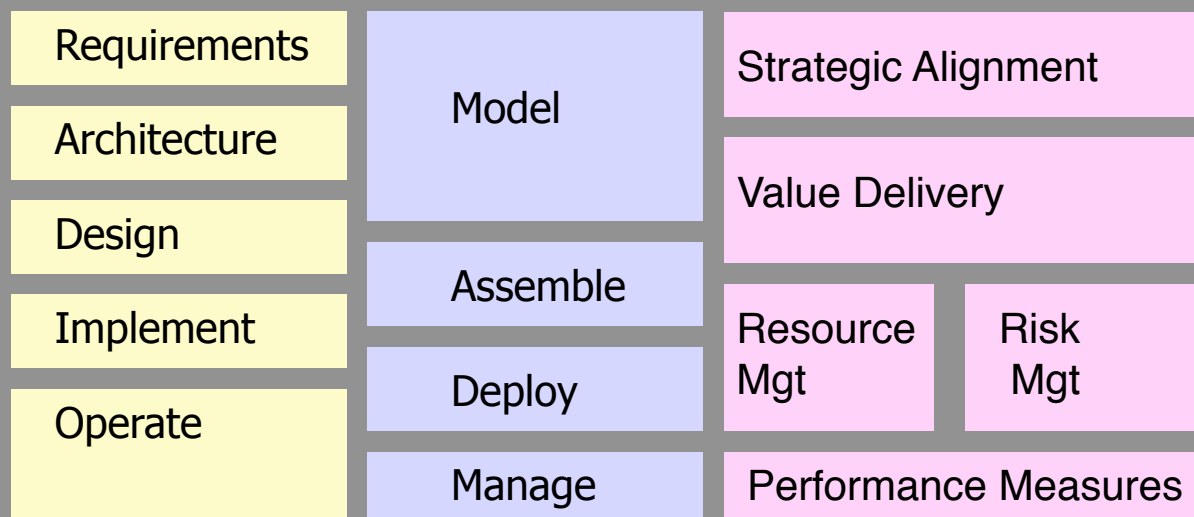 Requirements
Architecture
Design
Implement
Operate
Model
Assemble
Deploy
Manage
Strategic Alignment
Value Delivery
Resource
Mgt
Risk
Mgt
Performance Measures